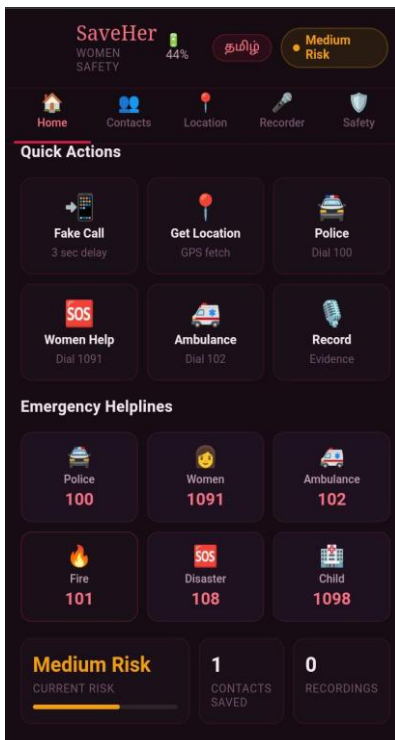 SaveHer
WOMEN
SAFETY
44%
தமிழ்
Medium
Risk
Home
Contacts
Location
Recorder
Safety
Quick Actions
Fake Call
3 sec delay
Get Location
GPS fetch
Police
Dial 100
SOS
Women Help
Dial 1091
Ambulance
Dial 102
Record
Evidence
Emergency Helplines
Police
100
Women
1091
Ambulance
102
Fire
101
SOS
Disaster
108
Child
1098
Medium Risk
CURRENT RISK
1
CONTACTS
SAVED
0
RECORDINGS